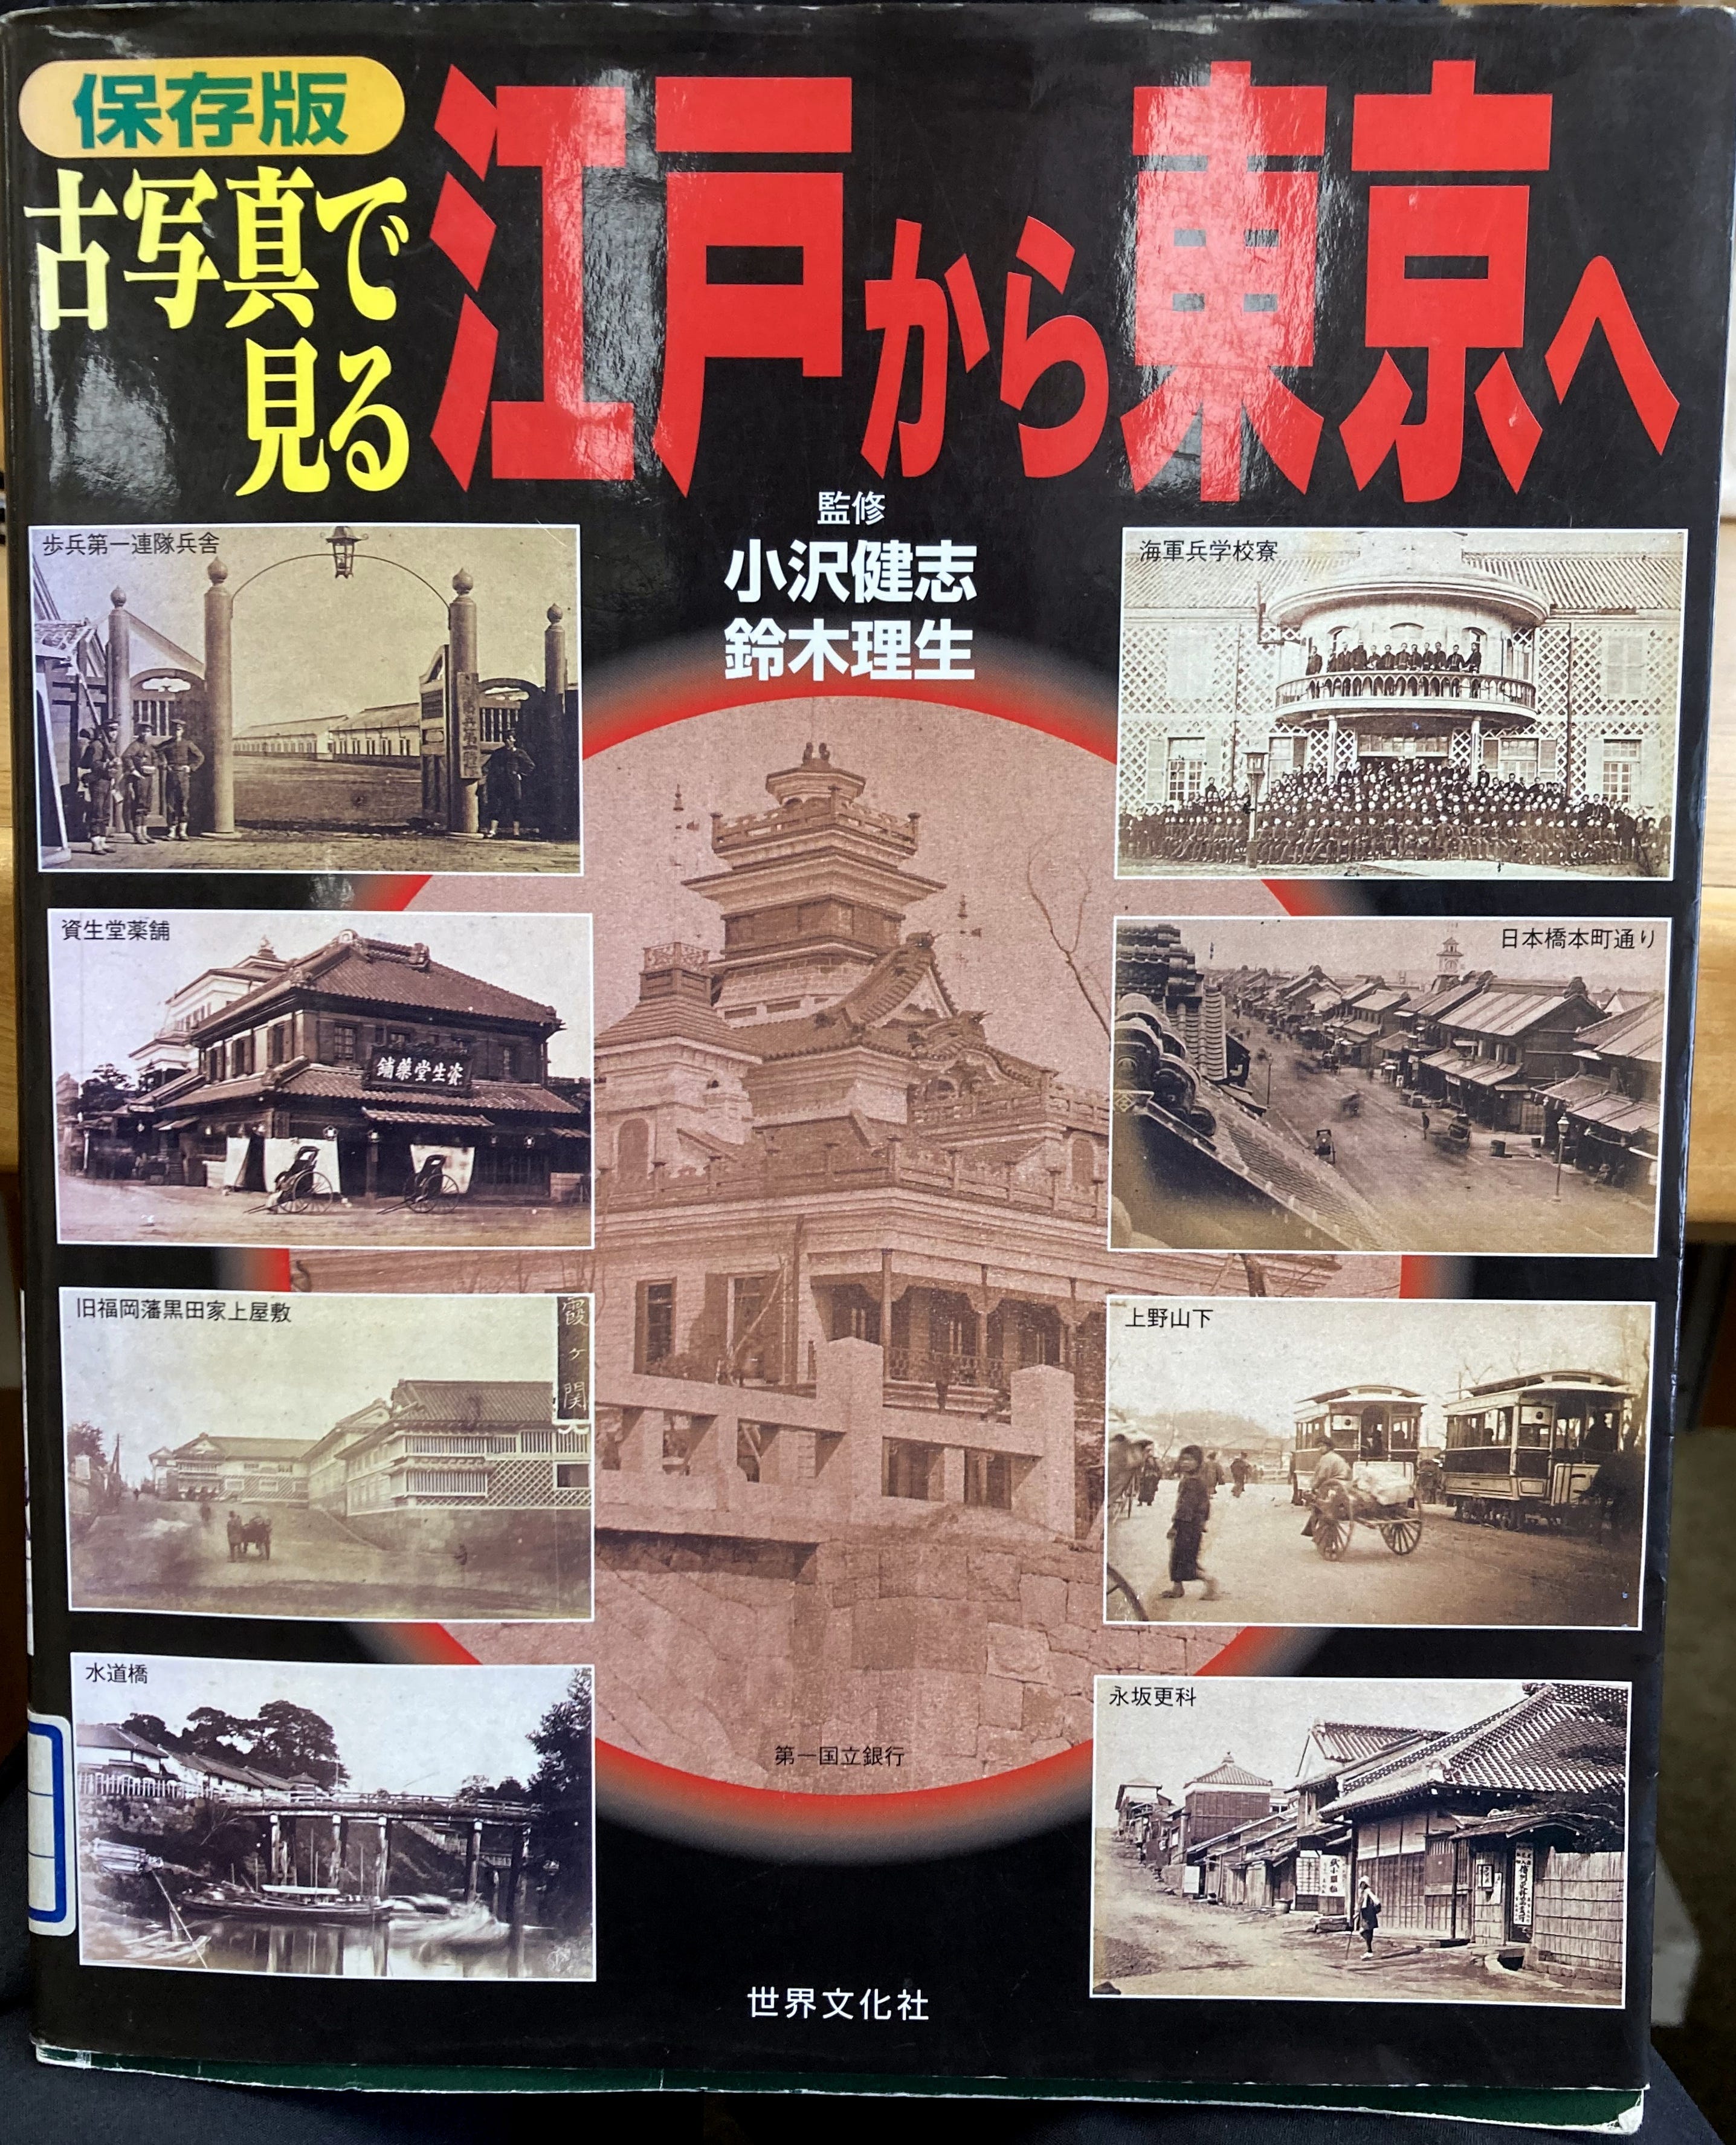 保存版
古写真で
見る
江戸から東京へ
監修
小沢健志
鈴木理生
歩兵第一連隊兵舎
海軍兵学校寮
資生堂薬舗
舗薬堂生資
日本橋本町通り
旧福岡藩黒田家上屋敷
霞ヶ関
上野山下
水道橋
永坂更科
第一国立銀行
世界文化社